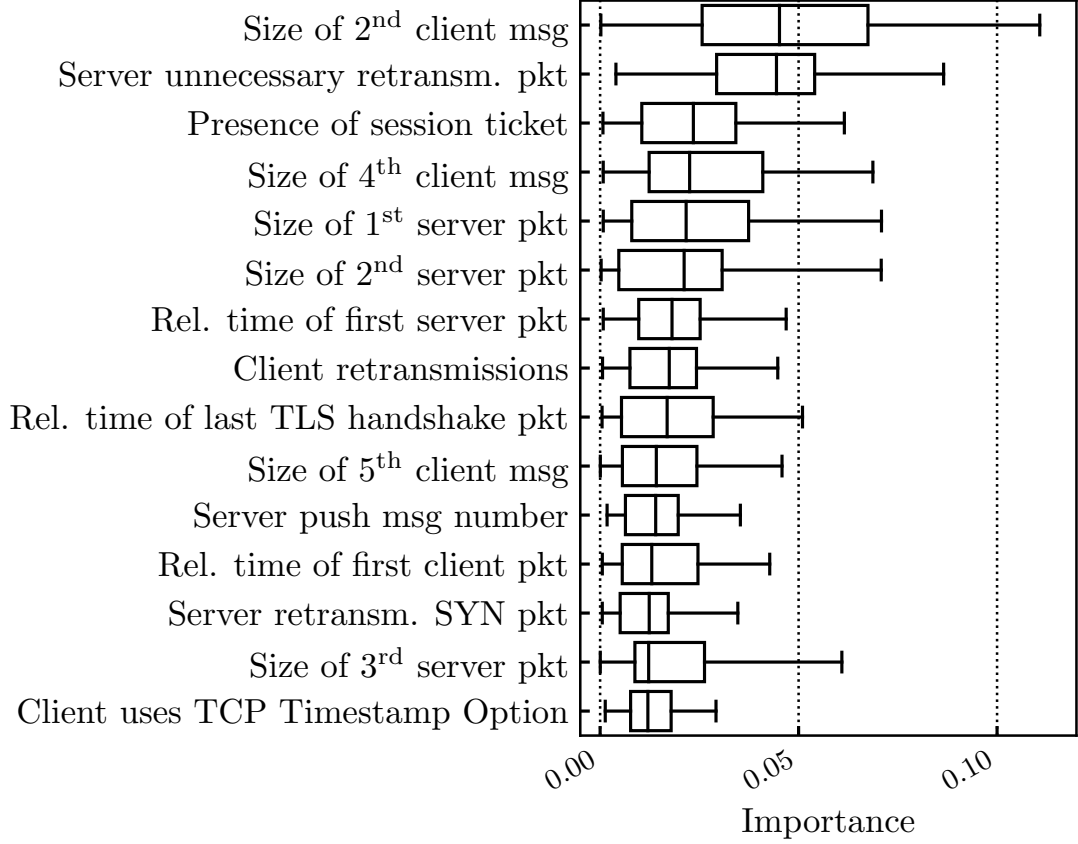 Size of 2nd client msg
Server unnecessary retransm. pkt
Presence of session ticket
Size of 4th client msg
Size of 1st server pkt
Size of 2nd server pkt
Rel. time of first server pkt
Client retransmissions
Rel. time of last TLS handshake pkt
Size of 5th client msg
Server push msg number
Rel. time of first client pkt
Server retransm. SYN pkt
Size of 3rd server pkt
Client uses TCP Timestamp Option
0.00 0.05 0.10
Importance